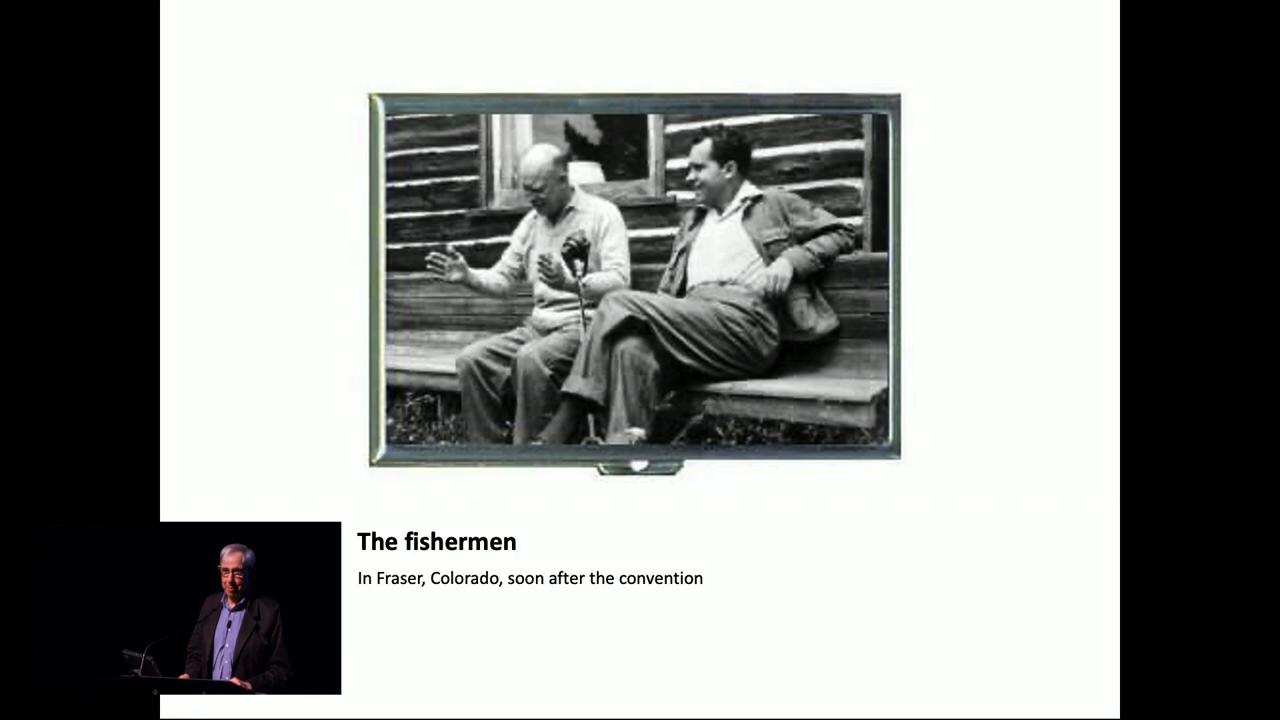 The fishermen
In Fraser, Colorado, soon after the convention